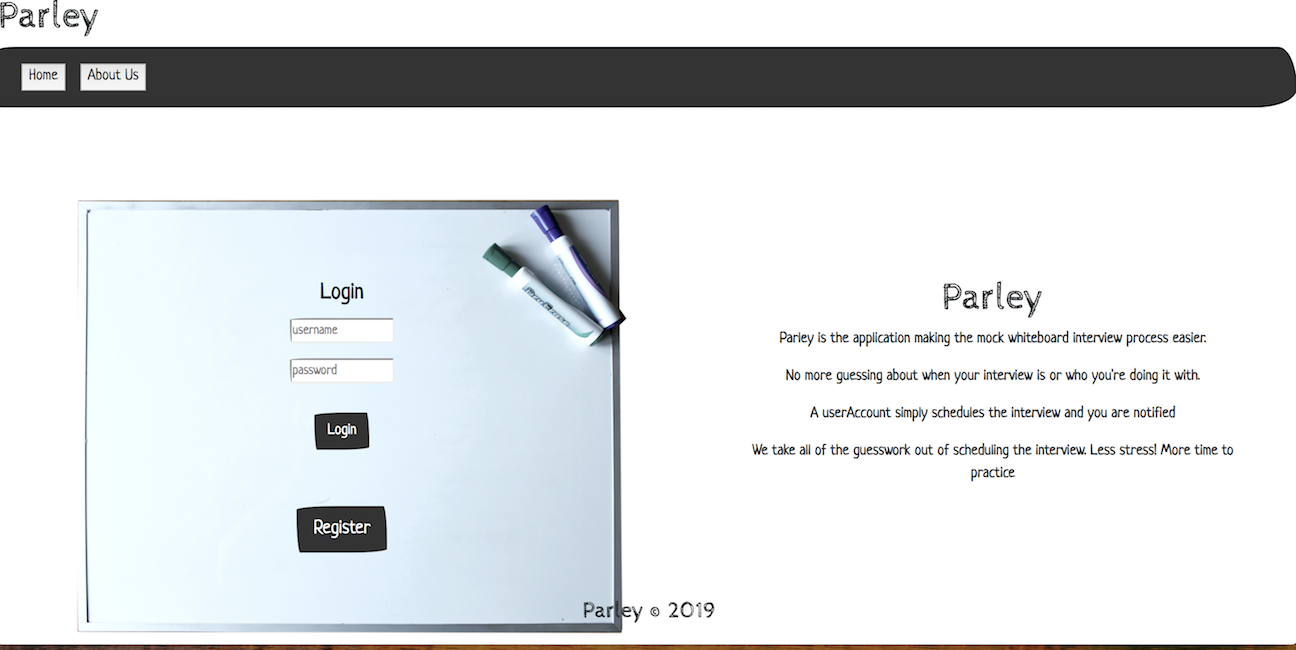 Parley
Home
About Us
Login
username
password
Login
Register
Parley
Parley is the application making the mock whiteboard interview process easier.
No more guessing about when your interview is or who you're doing it with.
A userAccount simply schedules the interview and you are notified
We take all of the guesswork out of scheduling the interview. Less stress! More time to
practice
Parley © 2019